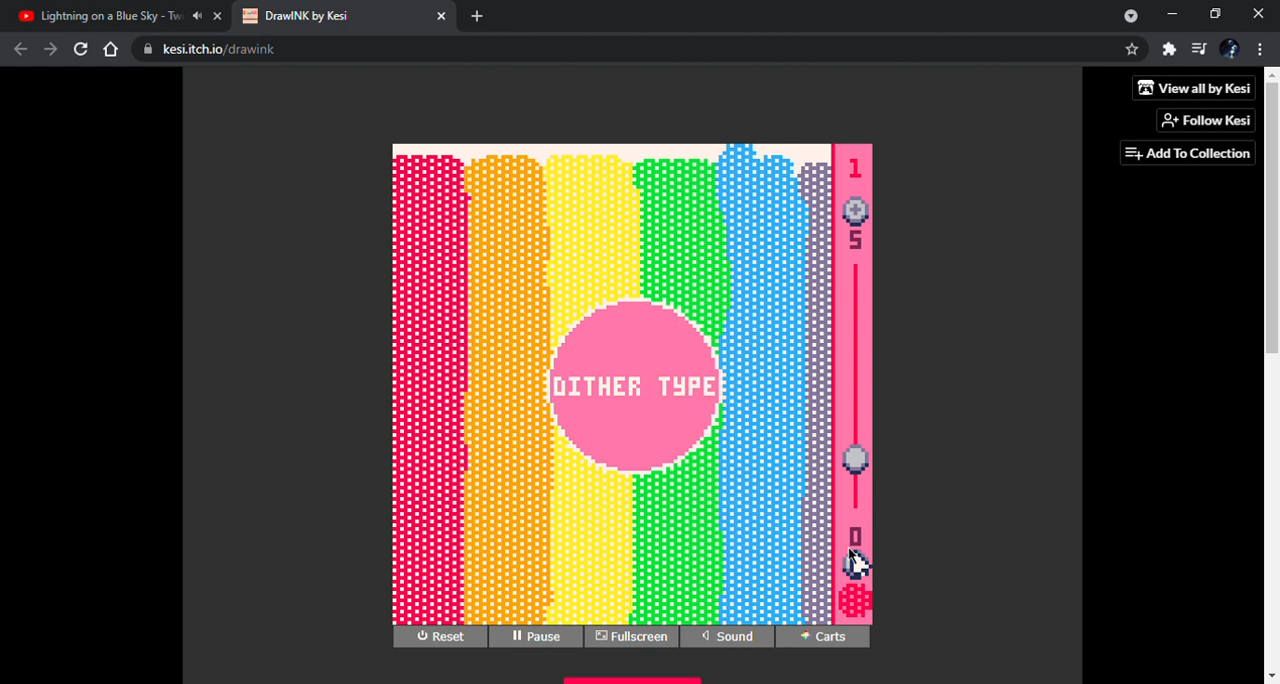 Lightning on a Blue Sky - Tw
DrawINK by Kesi
kesi.itch.io/drawink
View all by Kesi
Follow Kesi
Add To Collection
1
5
DITHER TYPE
0
Reset
Pause
Fullscreen
Sound
Carts